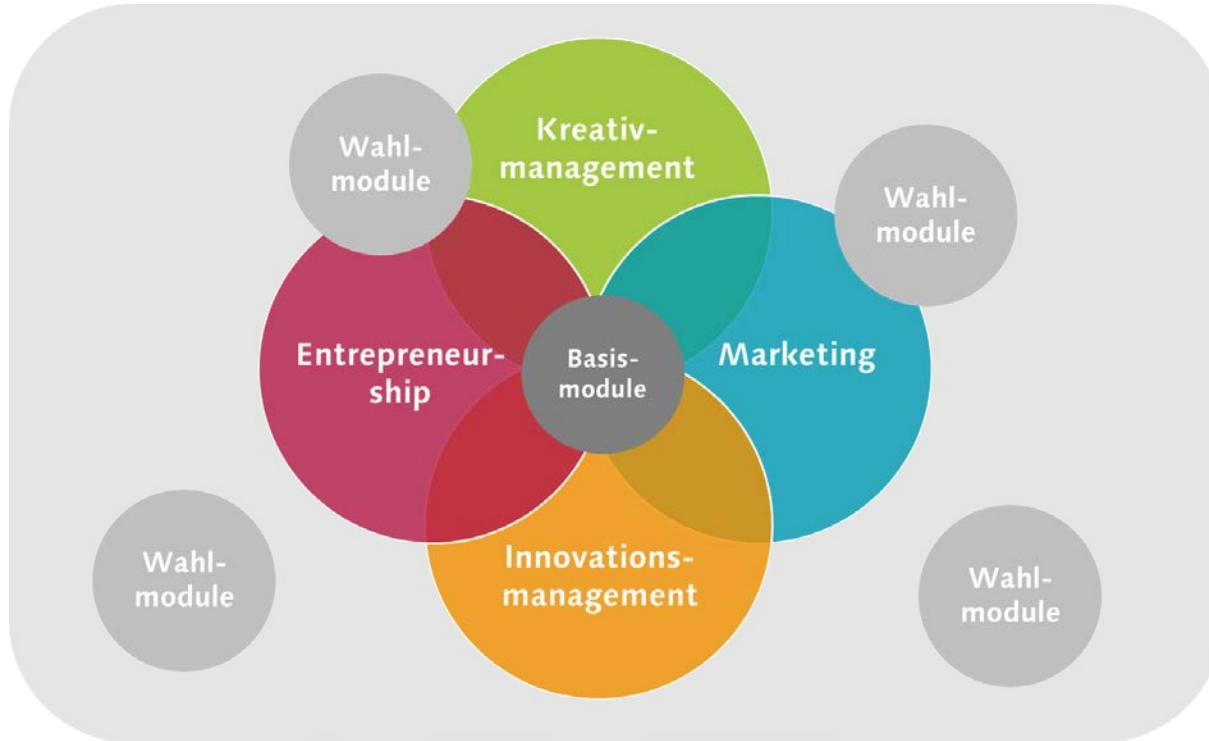 Kreativ-
management
Wahl-
module
Wahl-
module
Entrepreneur-
ship
Basis-
module
Marketing
Innovations-
management
Wahl-
module
Wahl-
module